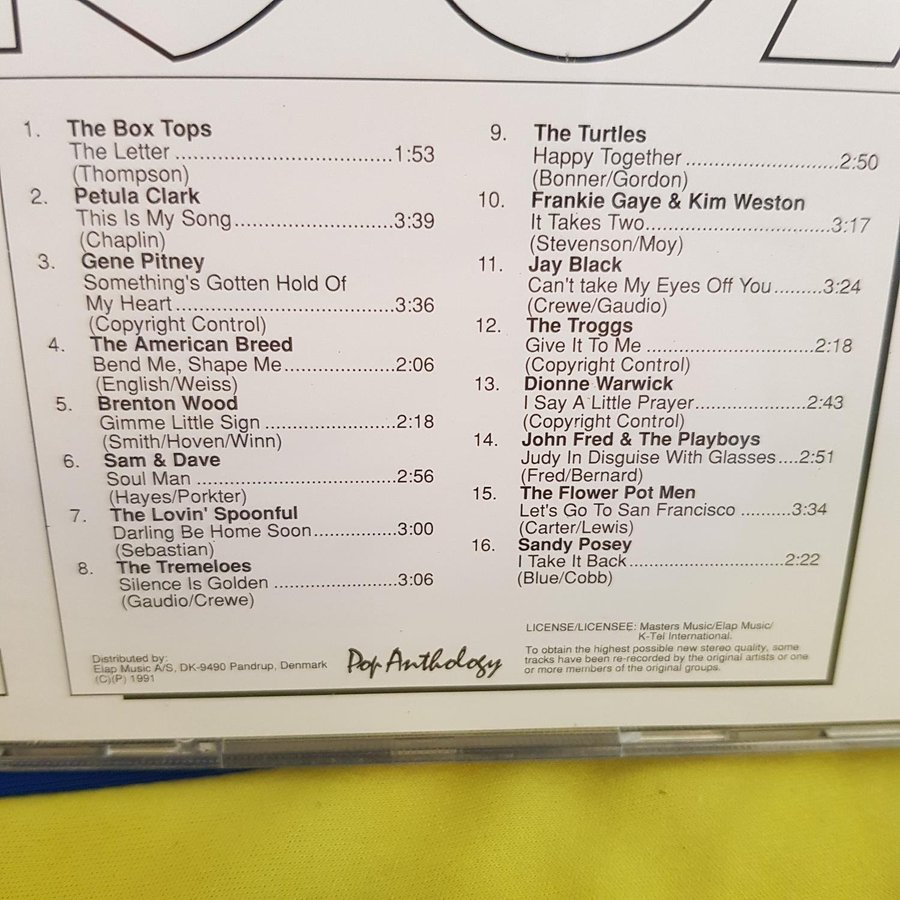 1. The Box Tops
The Letter ....................................1:53
(Thompson)
2. Petula Clark
This Is My Song..........................3:39
(Chaplin)
3. Gene Pitney
Something's Gotten Hold Of
My Heart....................................3:36
(Copyright Control)
4. The American Breed
Bend Me, Shape Me.......................2:06
(English/Weiss)
5. Brenton Wood
Gimme Little Sign ......................2:18
(Smith/Hoven/Winn)
6. Sam & Dave
Soul Man ...................................2:56
(Hayes/Porkter)
7. The Lovin' Spoonful
Darling Be Home Soon..............3:00
(Sebastian)
8. The Tremeloes
Silence Is Golden .....................3:06
(Gaudio/Crewe)
9. The Turtles
Happy Together .........................2:50
(Bonner/Gordon)
10. Frankie Gaye & Kim Weston
It Takes Two...............................3:17
(Stevenson/Moy)
11. Jay Black
Can't take My Eyes Off You........3:24
(Crewe/Gaudio)
12. The Troggs
Give It To Me .............................2:18
(Copyright Control)
13. Dionne Warwick
I Say A Little Prayer....................2:43
(Copyright Control)
14. John Fred & The Playboys
Judy In Disguise With Glasses....2:51
(Fred/Bernard)
15. The Flower Pot Men
Let's Go To San Francisco .........3:34
(Carter/Lewis)
16. Sandy Posey
I Take It Back............................2:22
(Blue/Cobb)
LICENSE/LICENSEE: Masters Music/Elap Music/
K-Tel International.
To obtain the highest possible new stereo quality, some
tracks have been re-recorded by the original artists or one
or more members of the original groups.
Distributed by:
Elap Music A/S, DK-9490 Pandrup, Denmark
(C)(P) 1991
Pop Anthology